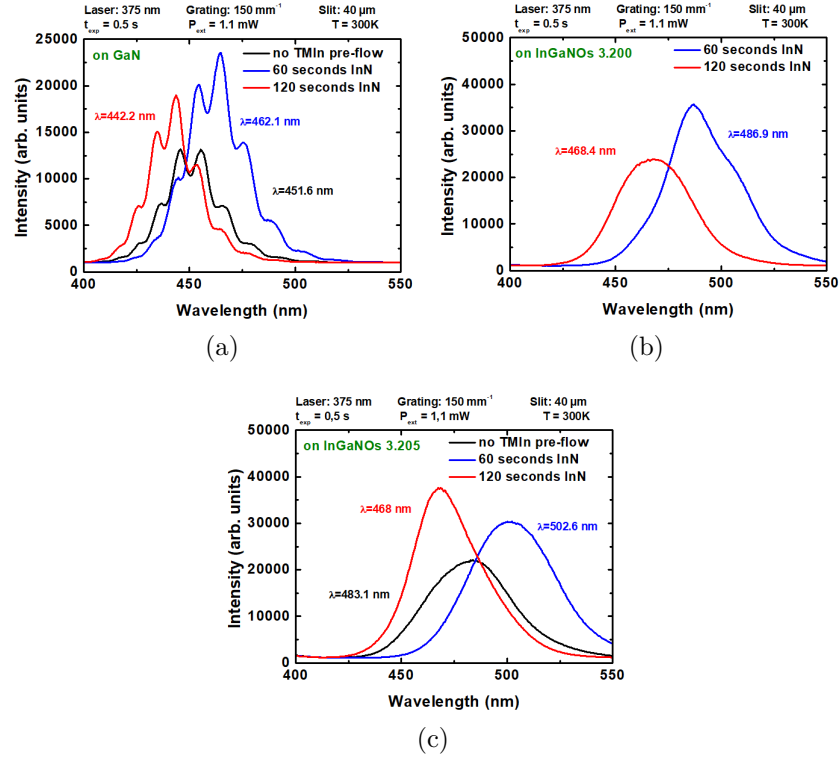 Laser: 375 nm Grating: 150 mm⁻¹ Slit: 40 µm
t_exp = 0.5 s P_ext = 1.1 mW T = 300K
on GaN
no TMIn pre-flow
60 seconds InN
120 seconds InN
λ=442.2 nm
λ=462.1 nm
λ=451.6 nm
Intensity (arb. units)
25000
20000
15000
10000
5000
0
400 450 500 550
Wavelength (nm)
(a)
Laser: 375 nm Grating: 150 mm⁻¹ Slit: 40 µm
t_exp = 0.5 s P_ext = 1.1 mW T = 300K
on InGaNOs 3.200
60 seconds InN
120 seconds InN
λ=468.4 nm
λ=486.9 nm
Intensity (arb. units)
50000
40000
30000
20000
10000
0
400 450 500 550
Wavelength (nm)
(b)
Laser: 375 nm Grating: 150 mm⁻¹ Slit: 40 µm
t_exp = 0,5 s P_ext = 1,1 mW T = 300K
on InGaNOs 3.205
no TMIn pre-flow
60 seconds InN
120 seconds InN
λ=468 nm
λ=502.6 nm
λ=483.1 nm
Intensity (arb. units)
50000
40000
30000
20000
10000
0
400 450 500 550
Wavelength (nm)
(c)